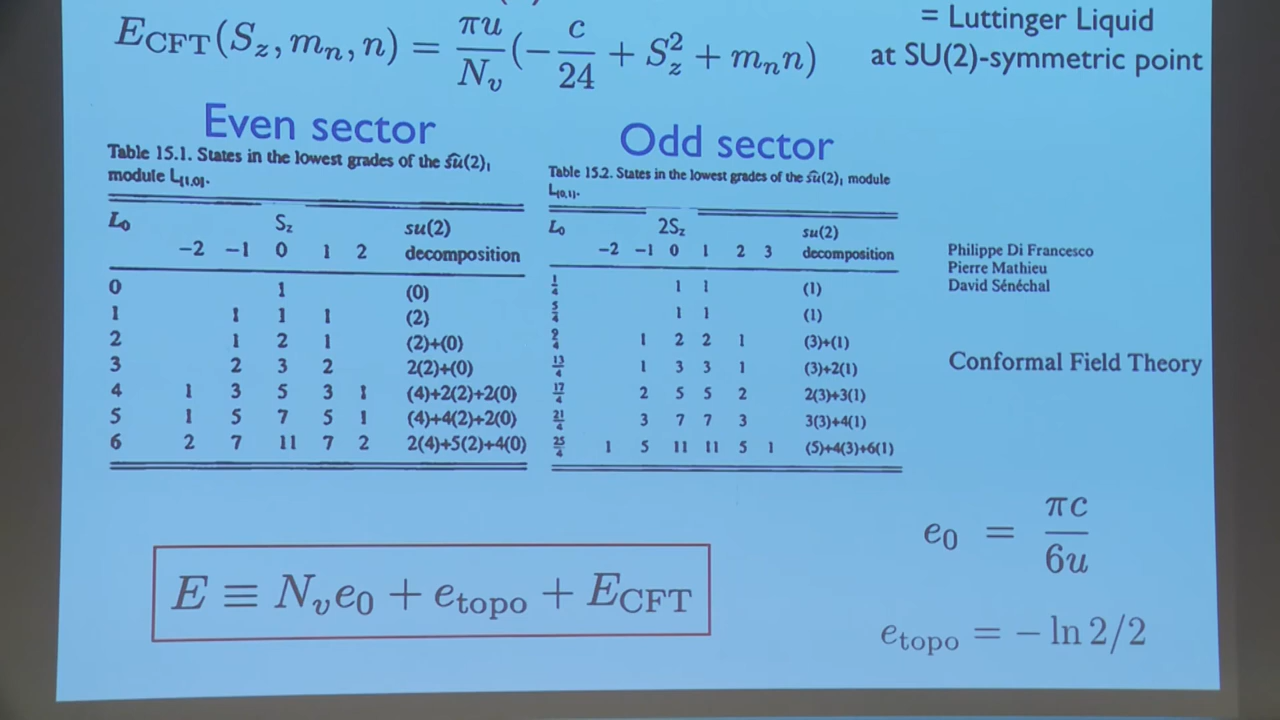 E_CFT(S_z, m_n, n) = πu/N_v (− c/24 + S_z² + m_n n)
= Luttinger Liquid
at SU(2)-symmetric point
Even sector
Table 15.1. States in the lowest grades of the ŝu(2)₁
module L[1,0].
L₀ S_z su(2)
−2 −1 0 1 2 decomposition
0 1 (0)
1 1 1 1 (2)
2 1 2 1 (2)+(0)
3 2 3 2 2(2)+(0)
4 1 3 5 3 1 (4)+2(2)+2(0)
5 1 5 7 5 1 (4)+4(2)+2(0)
6 2 7 11 7 2 2(4)+5(2)+4(0)
Odd sector
Table 15.2. States in the lowest grades of the ŝu(2)₁ module
L[0,1].
L₀ 2S_z su(2)
−2 −1 0 1 2 3 decomposition
1/4 1 1 (1)
5/4 1 1 (1)
9/4 1 2 2 1 (3)+(1)
13/4 1 3 3 1 (3)+2(1)
17/4 2 5 5 2 2(3)+3(1)
21/4 3 7 7 3 3(3)+4(1)
25/4 1 5 11 11 5 1 (5)+4(3)+6(1)
Philippe Di Francesco
Pierre Mathieu
David Sénéchal
Conformal Field Theory
E ≡ N_v e₀ + e_topo + E_CFT
e₀ = πc/6u
e_topo = − ln 2/2